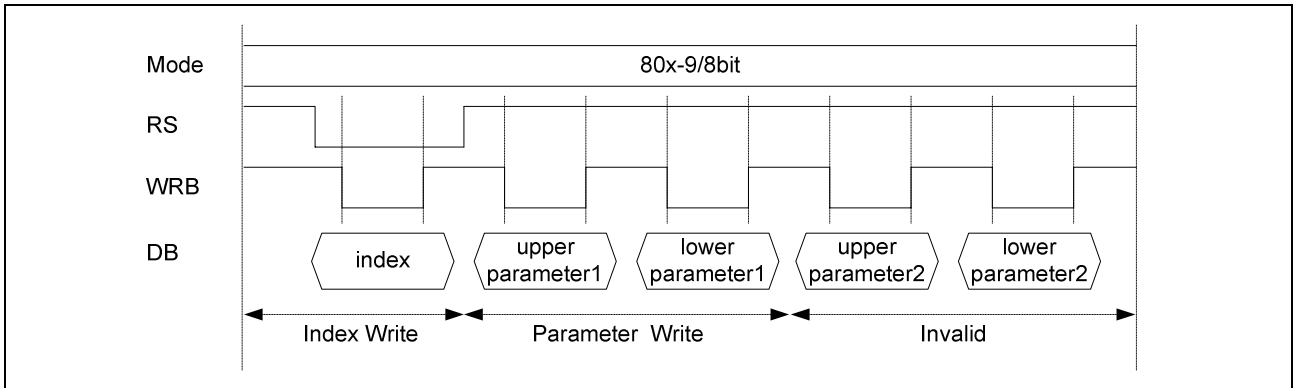 Mode
80x-9/8bit
RS
WRB
DB
index
upper
parameter1
lower
parameter1
upper
parameter2
lower
parameter2
Index Write
Parameter Write
Invalid